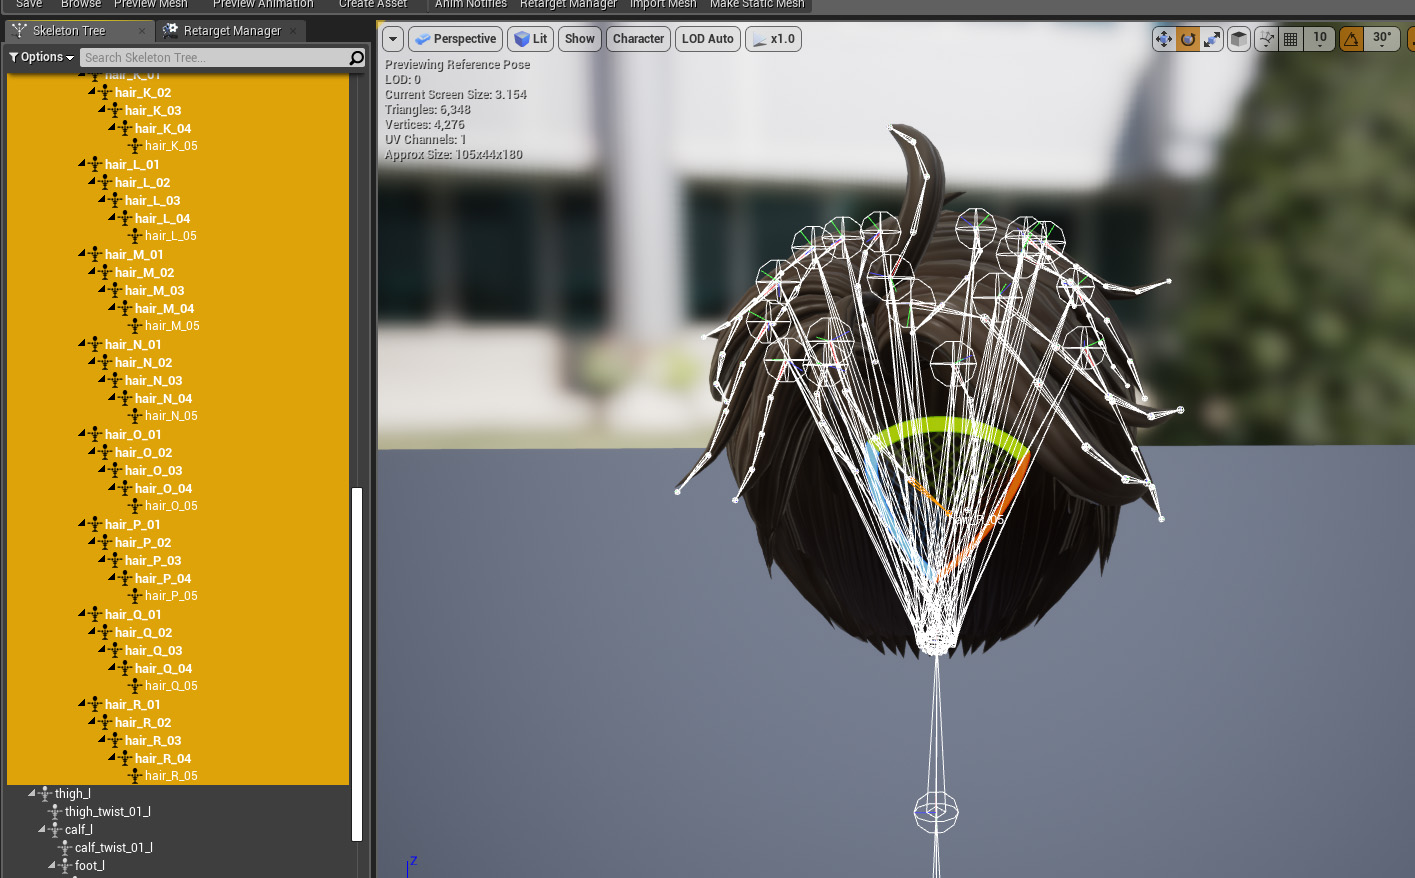 Save Browse Preview Mesh Preview Animation Create Asset Anim Notifies Retarget Manager Import Mesh Make Static Mesh
Skeleton Tree × Retarget Manager ×
Options Search Skeleton Tree...
hair_K_01
hair_K_02
hair_K_03
hair_K_04
hair_K_05
hair_L_01
hair_L_02
hair_L_03
hair_L_04
hair_L_05
hair_M_01
hair_M_02
hair_M_03
hair_M_04
hair_M_05
hair_N_01
hair_N_02
hair_N_03
hair_N_04
hair_N_05
hair_O_01
hair_O_02
hair_O_03
hair_O_04
hair_O_05
hair_P_01
hair_P_02
hair_P_03
hair_P_04
hair_P_05
hair_Q_01
hair_Q_02
hair_Q_03
hair_Q_04
hair_Q_05
hair_R_01
hair_R_02
hair_R_03
hair_R_04
hair_R_05
thigh_l
thigh_twist_01_l
calf_l
calf_twist_01_l
foot_l
Perspective Lit Show Character LOD Auto x1.0 10 30°
Previewing Reference Pose
LOD: 0
Current Screen Size: 3.154
Triangles: 6,348
Vertices: 4,276
UV Channels: 1
Approx Size: 105x44x180
Z